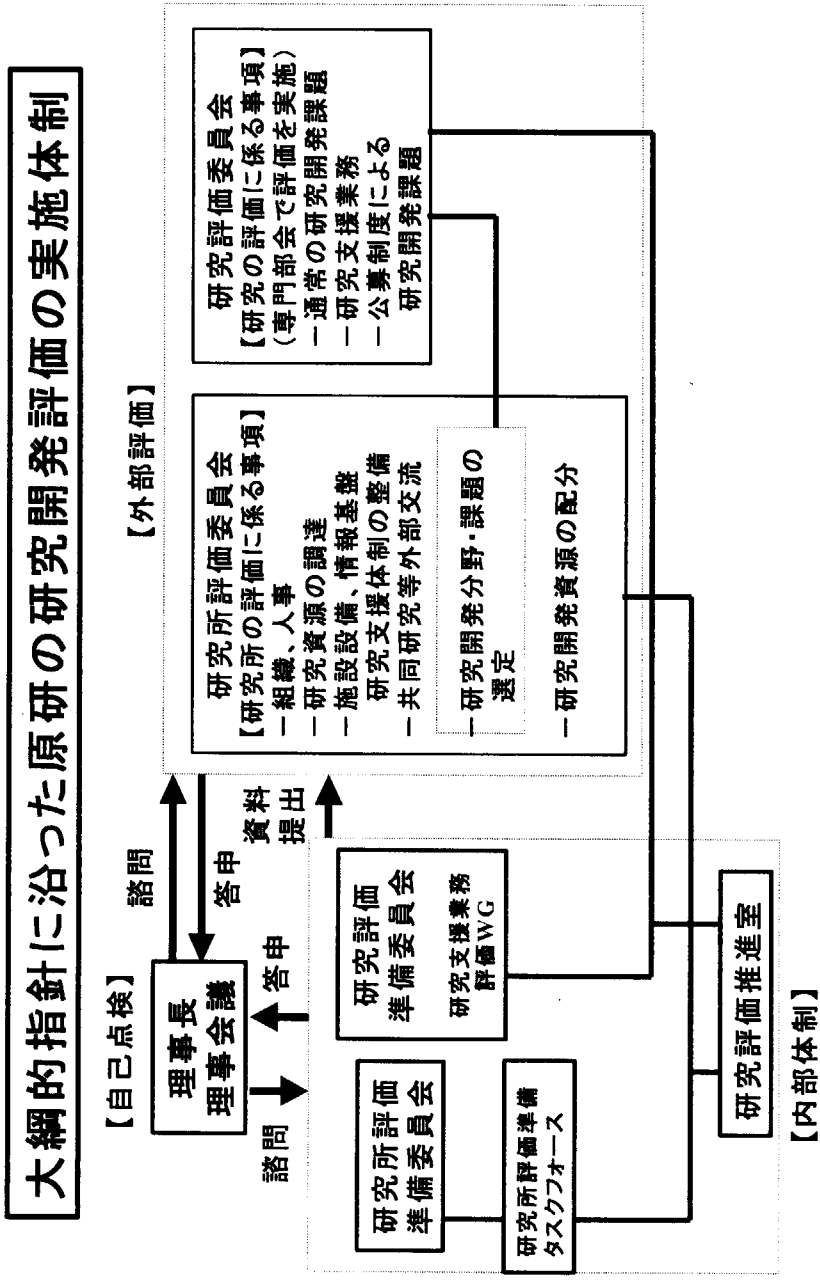 大綱的指針に沿った原研の研究開発評価の実施体制
【自己点検】
理事長
理事会議
諮問
答申
諮問
答申
資料
提出
【外部評価】
研究所評価委員会
【研究所の評価に係る事項】
ー組織、人事
ー研究資源の調達
ー施設設備、情報基盤
研究支援体制の整備
ー共同研究等外部交流
ー研究開発分野・課題の
選定
ー研究開発資源の配分
研究評価委員会
【研究の評価に係る事項】
(専門部会で評価を実施)
ー通常の研究開発課題
ー研究支援業務
ー公募制度による
研究開発課題
研究所評価
準備委員会
研究所評価準備
タスクフォース
研究評価
準備委員会
研究支援業務
評価WG
研究評価推進室
【内部体制】